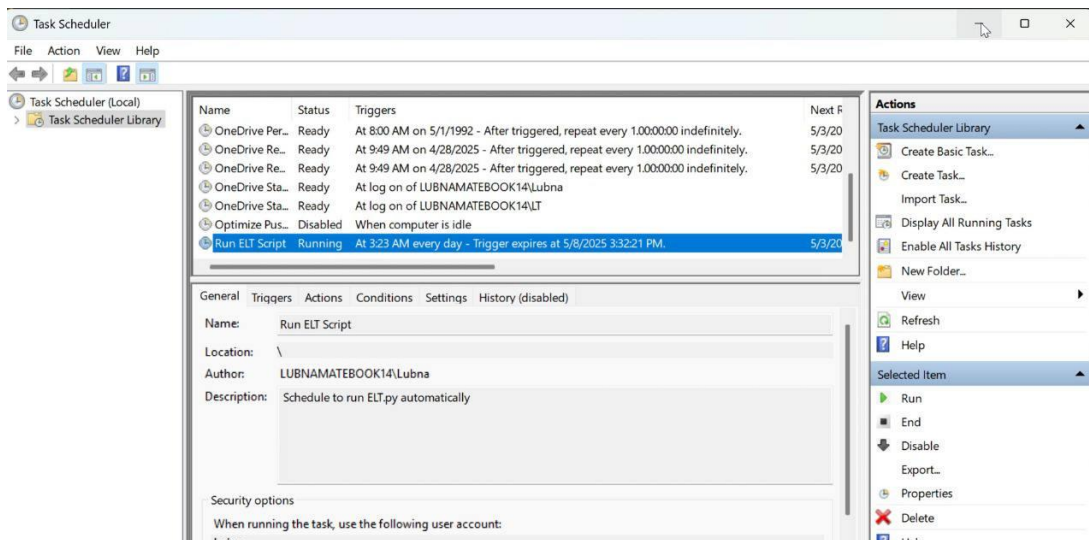 Task Scheduler
File Action View Help
Task Scheduler (Local)
Task Scheduler Library
Name Status Triggers Next R
OneDrive Per... Ready At 8:00 AM on 5/1/1992 - After triggered, repeat every 1.00:00:00 indefinitely. 5/3/20
OneDrive Re... Ready At 9:49 AM on 4/28/2025 - After triggered, repeat every 1.00:00:00 indefinitely. 5/3/20
OneDrive Re... Ready At 9:49 AM on 4/28/2025 - After triggered, repeat every 1.00:00:00 indefinitely. 5/3/20
OneDrive Sta... Ready At log on of LUBNAMATEBOOK14\Lubna
OneDrive Sta... Ready At log on of LUBNAMATEBOOK14\LT
Optimize Pus... Disabled When computer is idle
Run ELT Script Running At 3:23 AM every day - Trigger expires at 5/8/2025 3:32:21 PM. 5/3/20
General Triggers Actions Conditions Settings History (disabled)
Name: Run ELT Script
Location: \
Author: LUBNAMATEBOOK14\Lubna
Description: Schedule to run ELT.py automatically
Security options
When running the task, use the following user account:
Actions
Task Scheduler Library
Create Basic Task...
Create Task...
Import Task...
Display All Running Tasks
Enable All Tasks History
New Folder...
View
Refresh
Help
Selected Item
Run
End
Disable
Export...
Properties
Delete